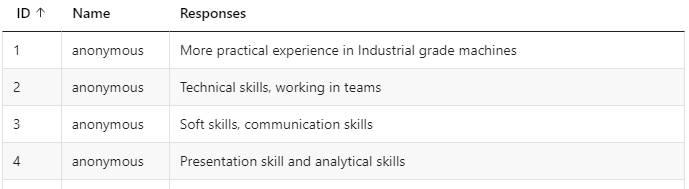 ID ↑ Name Responses
1 anonymous More practical experience in Industrial grade machines
2 anonymous Technical skills, working in teams
3 anonymous Soft skills, communication skills
4 anonymous Presentation skill and analytical skills